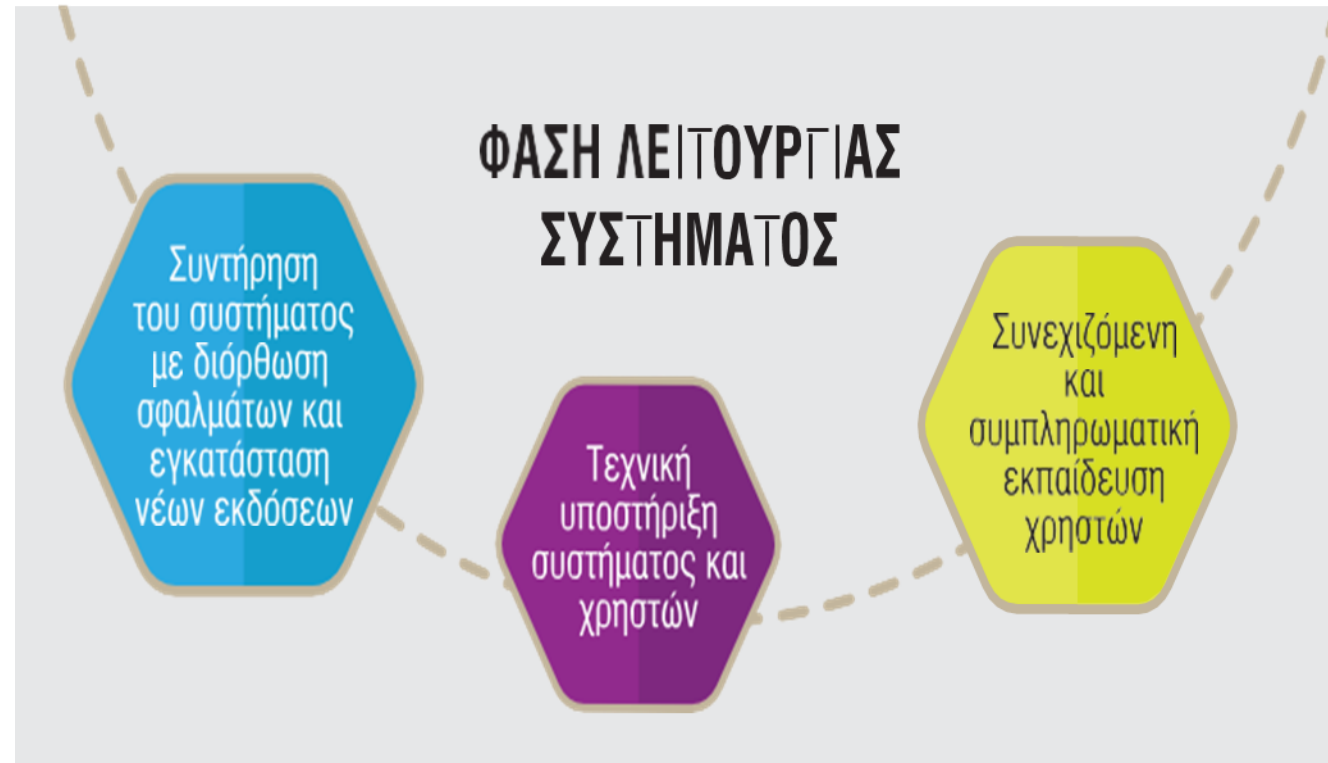 ΦΑΣΗ ΛΕΙΤΟΥΡΓΙΑΣ
ΣΥΣΤΗΜΑΤΟΣ
Συντήρηση
του συστήματος
με διόρθωση
σφαλμάτων και
εγκατάσταση
νέων εκδόσεων
Τεχνική
υποστήριξη
συστήματος και
χρηστών
Συνεχιζόμενη
και
συμπληρωματική
εκπαίδευση
χρηστών